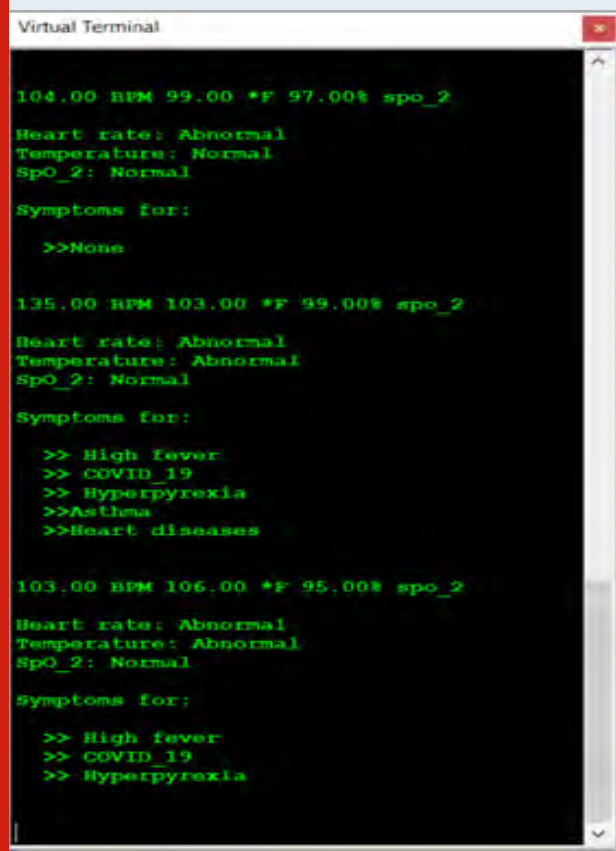 Virtual Terminal
104.00 BPM 99.00 *F 97.00% spo_2
Heart rate: Abnormal
Temperature: Normal
SpO_2: Normal
Symptoms for:
>>None
135.00 BPM 103.00 *F 99.00% spo_2
Heart rate: Abnormal
Temperature: Abnormal
SpO_2: Normal
Symptoms for:
>> High fever
>> COVID_19
>> Hyperpyrexia
>>Asthma
>>Heart diseases
103.00 BPM 106.00 *F 95.00% spo_2
Heart rate: Abnormal
Temperature: Abnormal
SpO_2: Normal
Symptoms for:
>> High fever
>> COVID_19
>> Hyperpyrexia